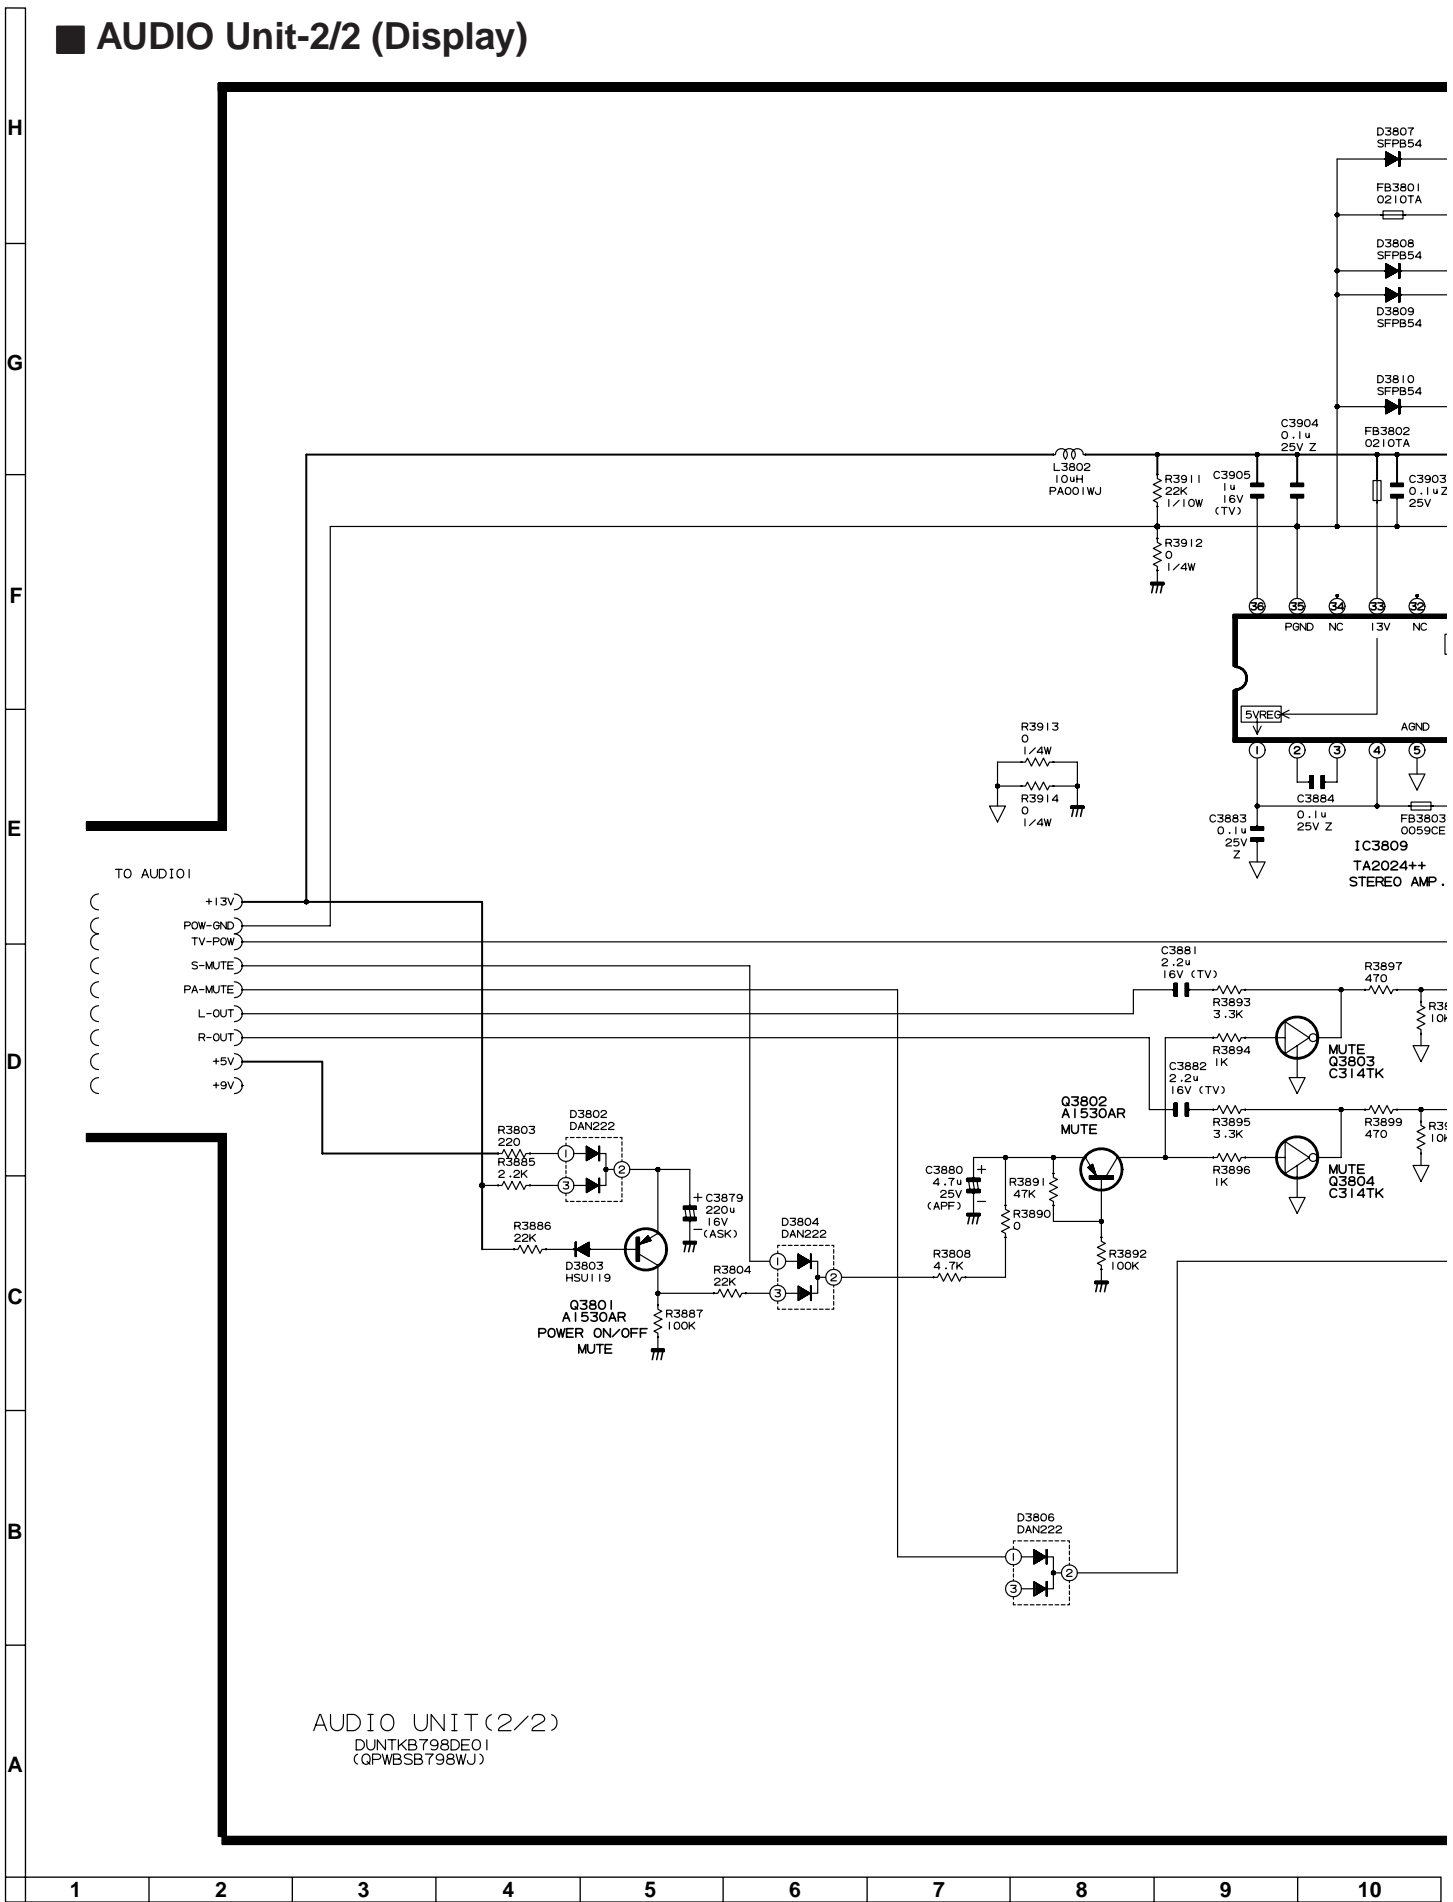 AUDIO Unit-2/2 (Display)
H
G
F
E
D
C
B
A
D3807
SFPB54
FB3801
0210TA
D3808
SFPB54
D3809
SFPB54
D3810
SFPB54
C3904
0.1u
25V Z
FB3802
0210TA
L3802
10uH
PA001WJ
R3911
22K
1/10W
C3905
1u
16V
(TV)
C3903
0.1uZ
25V
R3912
0
1/4W
36
35
34
33
32
PGND
NC
13V
NC
5VREG
AGND
1
2
3
4
5
R3913
0
1/4W
R3914
0
1/4W
C3884
0.1u
25V Z
C3883
0.1u
25V
Z
FB3803
0059CE
IC3809
TA2024++
STEREO AMP.
TO AUDIO1
+13V
POW-GND
TV-POW
S-MUTE
PA-MUTE
L-OUT
R-OUT
+5V
+9V
C3881
2.2u
16V (TV)
R3893
3.3K
R3897
470
R3894
1K
MUTE
Q3803
C314TK
C3882
2.2u
16V (TV)
R3895
3.3K
R3899
470
R3896
1K
MUTE
Q3804
C314TK
Q3802
A1530AR
MUTE
D3802
DAN222
R3803
220
R3885
2.2K
1
2
3
C3879
220u
16V
(ASK)
R3886
22K
D3803
HSU119
Q3801
A1530AR
POWER ON/OFF
MUTE
R3887
100K
R3804
22K
D3804
DAN222
1
2
3
C3880
4.7u
25V
(APF)
R3891
47K
R3890
0
R3808
4.7K
R3892
100K
D3806
DAN222
1
2
3
AUDIO UNIT(2/2)
DUNTKB798DE01
(QPWBSB798WJ)
1 2 3 4 5 6 7 8 9 10